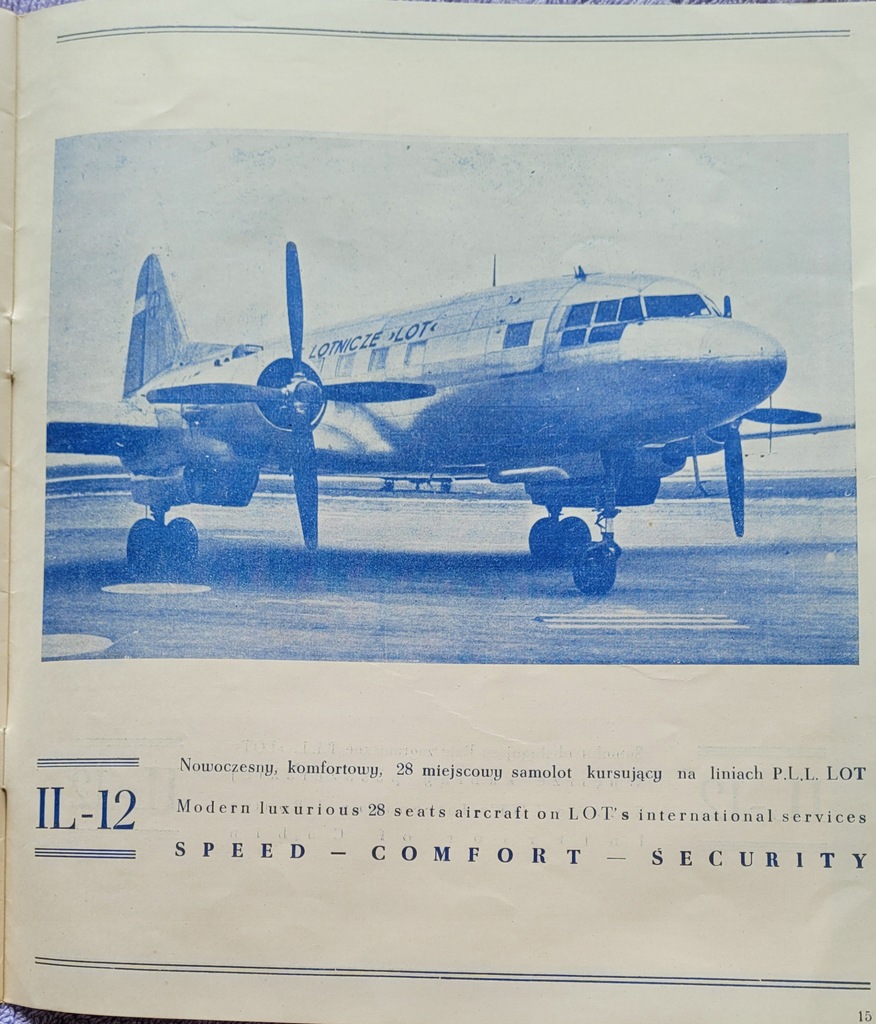 LOTNICZE »LOT«
IL-12
Nowoczesny, komfortowy, 28 miejscowy samolot kursujący na liniach P.L.L. LOT
Modern luxurious 28 seats aircraft on LOT's international services
SPEED — COMFORT — SECURITY
15